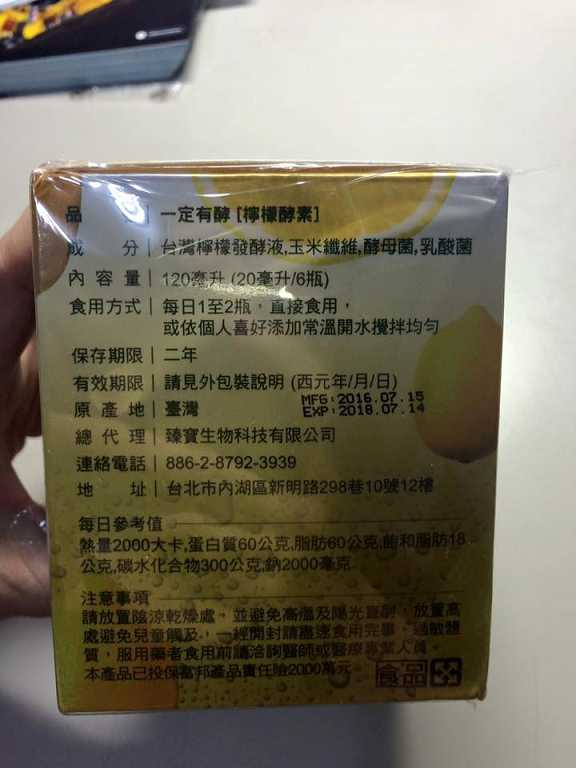 品 名｜一定有酵 [檸檬酵素]
成 分｜台灣檸檬發酵液,玉米纖維,酵母菌,乳酸菌
內 容 量｜120毫升 (20毫升/6瓶)
食用方式｜每日1至2瓶，直接食用，
或依個人喜好添加常溫開水攪拌均勻
保存期限｜二年
有效期限｜請見外包裝說明 (西元年/月/日)
MFG:2016.07.15
原 產 地｜臺灣
EXP:2018.07.14
總 代 理｜臻寶生物科技有限公司
連絡電話｜886-2-8792-3939
地 址｜台北市內湖區新明路298巷10號12樓
每日參考值
熱量2000大卡,蛋白質60公克,脂肪60公克,飽和脂肪18
公克,碳水化合物300公克,鈉2000毫克
注意事項
請放置陰涼乾燥處，並避免高溫及陽光直射，放置高
處避免兒童觸及，一經開封請盡速食用完畢，過敏體
質，服用藥者食用前請洽詢醫師或醫療專業人員。
本產品已投保富邦產品責任險2000萬元。
食品